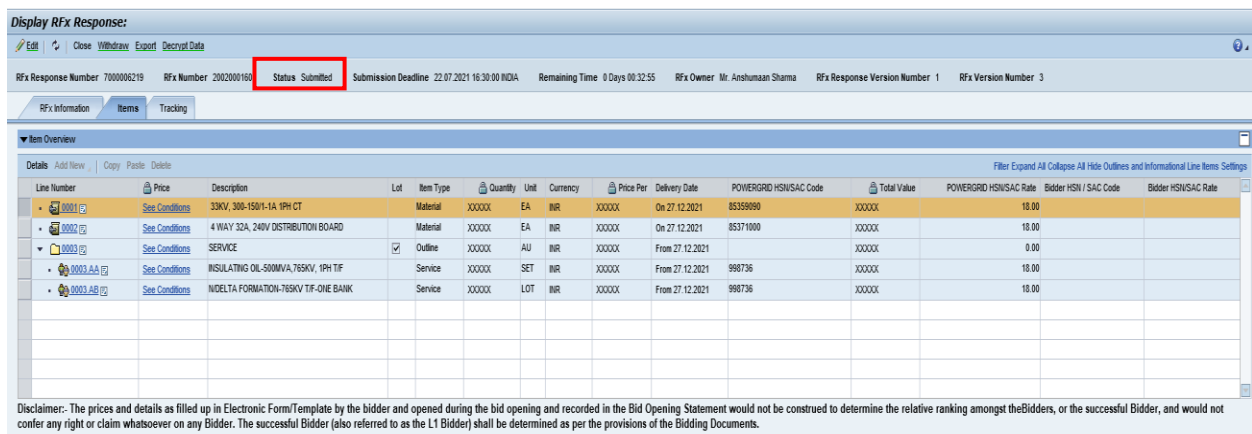 Display RFx Response:
Edit Close Withdraw Export Decrypt Data
RFx Response Number 7000006219 RFx Number 2002000160 Status Submitted Submission Deadline 22.07.2021 16:30:00 INDIA Remaining Time 0 Days 00:32:55 RFx Owner Mr. Anshumaan Sharma RFx Response Version Number 1 RFx Version Number 3
RFx Information Items Tracking
Item Overview
Details Add New Copy Paste Delete Filter Expand All Collapse All Hide Outlines and Informational Line Items Settings
Line Number Price Description Lot Item Type Quantity Unit Currency Price Per Delivery Date POWERGRID HSN/SAC Code Total Value POWERGRID HSN/SAC Rate Bidder HSN / SAC Code Bidder HSN/SAC Rate
0001 See Conditions 33KV, 300-150/1-1A 1PH CT Material XXXXX EA INR XXXXX On 27.12.2021 85359090 XXXXX 18.00
0002 See Conditions 4 WAY 32A, 240V DISTRIBUTION BOARD Material XXXXX EA INR XXXXX On 27.12.2021 85371000 XXXXX 18.00
0003 See Conditions SERVICE Outline XXXXX AU INR XXXXX From 27.12.2021 XXXXX 0.00
0003.AA See Conditions INSULATING OIL-500MVA,765KV, 1PH T/F Service XXXXX SET INR XXXXX From 27.12.2021 998736 XXXXX 18.00
0003.AB See Conditions N/DELTA FORMATION-765KV T/F-ONE BANK Service XXXXX LOT INR XXXXX From 27.12.2021 998736 XXXXX 18.00
Disclaimer:- The prices and details as filled up in Electronic Form/Template by the bidder and opened during the bid opening and recorded in the Bid Opening Statement would not be construed to determine the relative ranking amongst theBidders, or the successful Bidder, and would not
confer any right or claim whatsoever on any Bidder. The successful Bidder (also referred to as the L1 Bidder) shall be determined as per the provisions of the Bidding Documents.